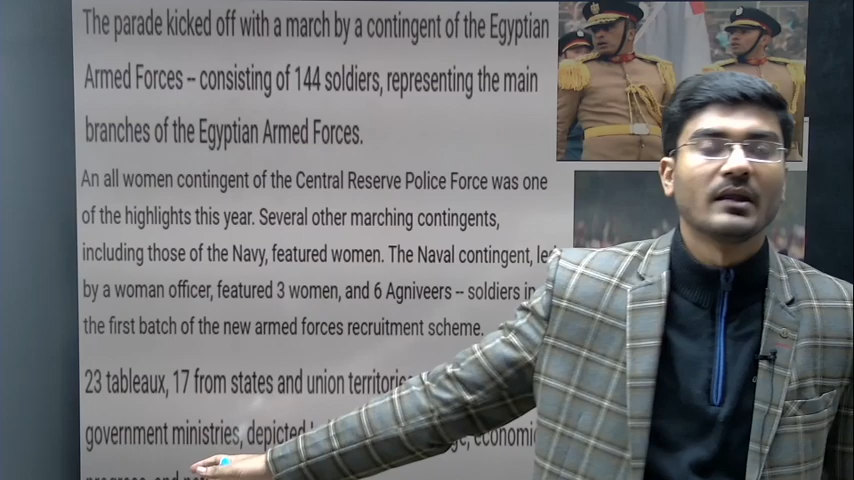 The parade kicked off with a march by a contingent of the Egyptian
Armed Forces – consisting of 144 soldiers, representing the main
branches of the Egyptian Armed Forces.
An all women contingent of the Central Reserve Police Force was one
of the highlights this year. Several other marching contingents,
including those of the Navy, featured women. The Naval contingent, led
by a woman officer, featured 3 women, and 6 Agniveers – soldiers in
the first batch of the new armed forces recruitment scheme.
23 tableaux, 17 from states and union
government ministries, depicted